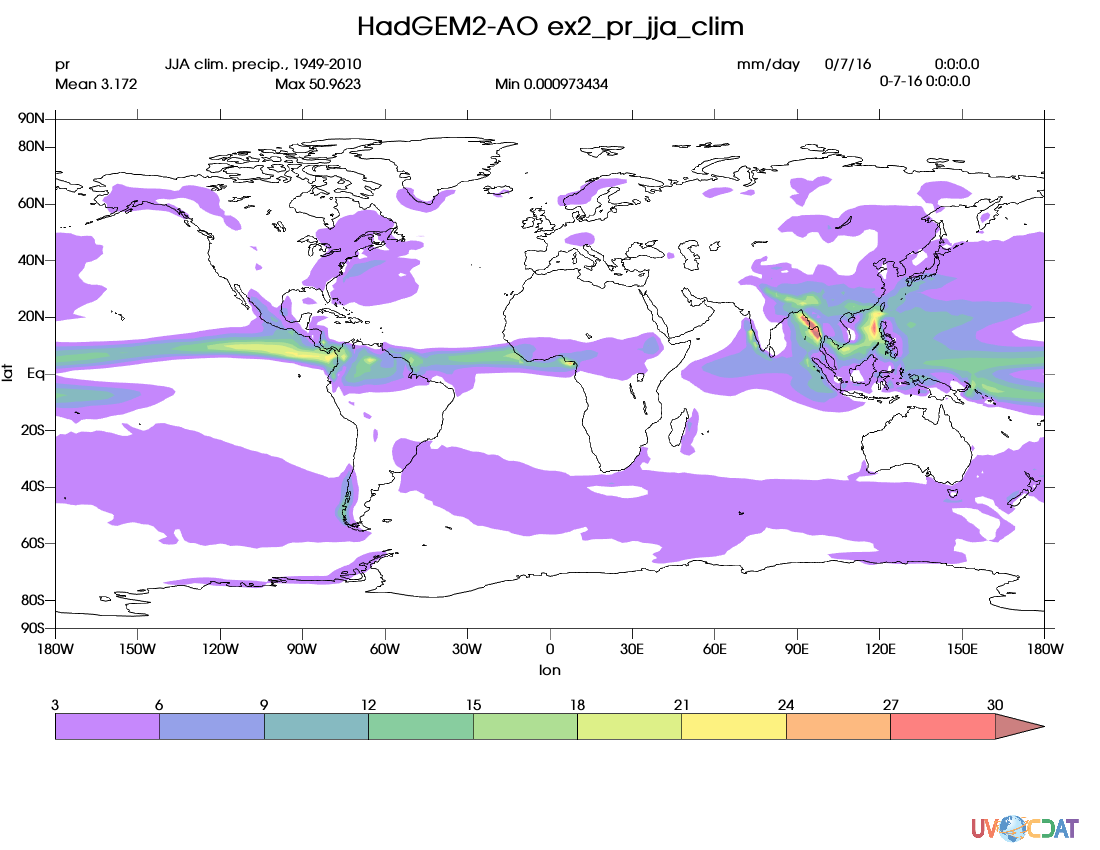 HadGEM2-AO ex2_pr_jja_clim
pr JJA clim. precip., 1949-2010 mm/day 0/7/16 0:0:0.0
Mean 3.172 Max 50.9623 Min 0.000973434 0-7-16 0:0:0.0
90N
80N
60N
40N
20N
lat
Eq
20S
40S
60S
80S
90S
180W 150W 120W 90W 60W 30W 0 30E 60E 90E 120E 150E 180W
lon
3 6 9 12 15 18 21 24 27 30
UV CDAT